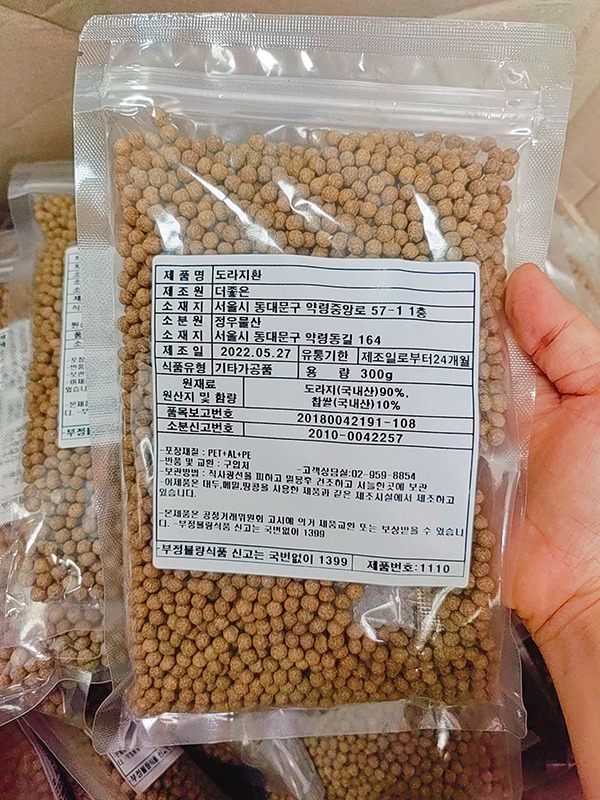 제 품 명 도라지환
제 조 원 더좋은
소 재 지 서울시 동대문구 약령중앙로 57-1 1층
소 분 원 정우물산
소 재 지 서울시 동대문구 약령동길 164
제 조 일 2022.05.27 유통기한 제조일로부터24개월
식품유형 기타가공품 용 량 300g
원재료 원산지 및 함량 도라지(국내산)90%,
찹쌀(국내산)10%
품목보고번호 20180042191-108
소분신고번호 2010-0042257
-포장재질 : PET+AL+PE
-반품 및 교환 : 구입처 -고객상담실:02-959-8854
-보관방법 : 직사광선을 피하고 밀봉후 건조하고 서늘한곳에 보관
-이제품은 대두,메밀,땅콩을 사용한 제품과 같은 제조시설에서 제조하고
있습니다.
-본제품은 공정거래위원회 고시에 의거 제품교환 또는 보상받을 수 있습니
다. -부정불량식품 신고는 국번없이 1399
-부정불량식품 신고는 국번없이 1399 제품번호:1110